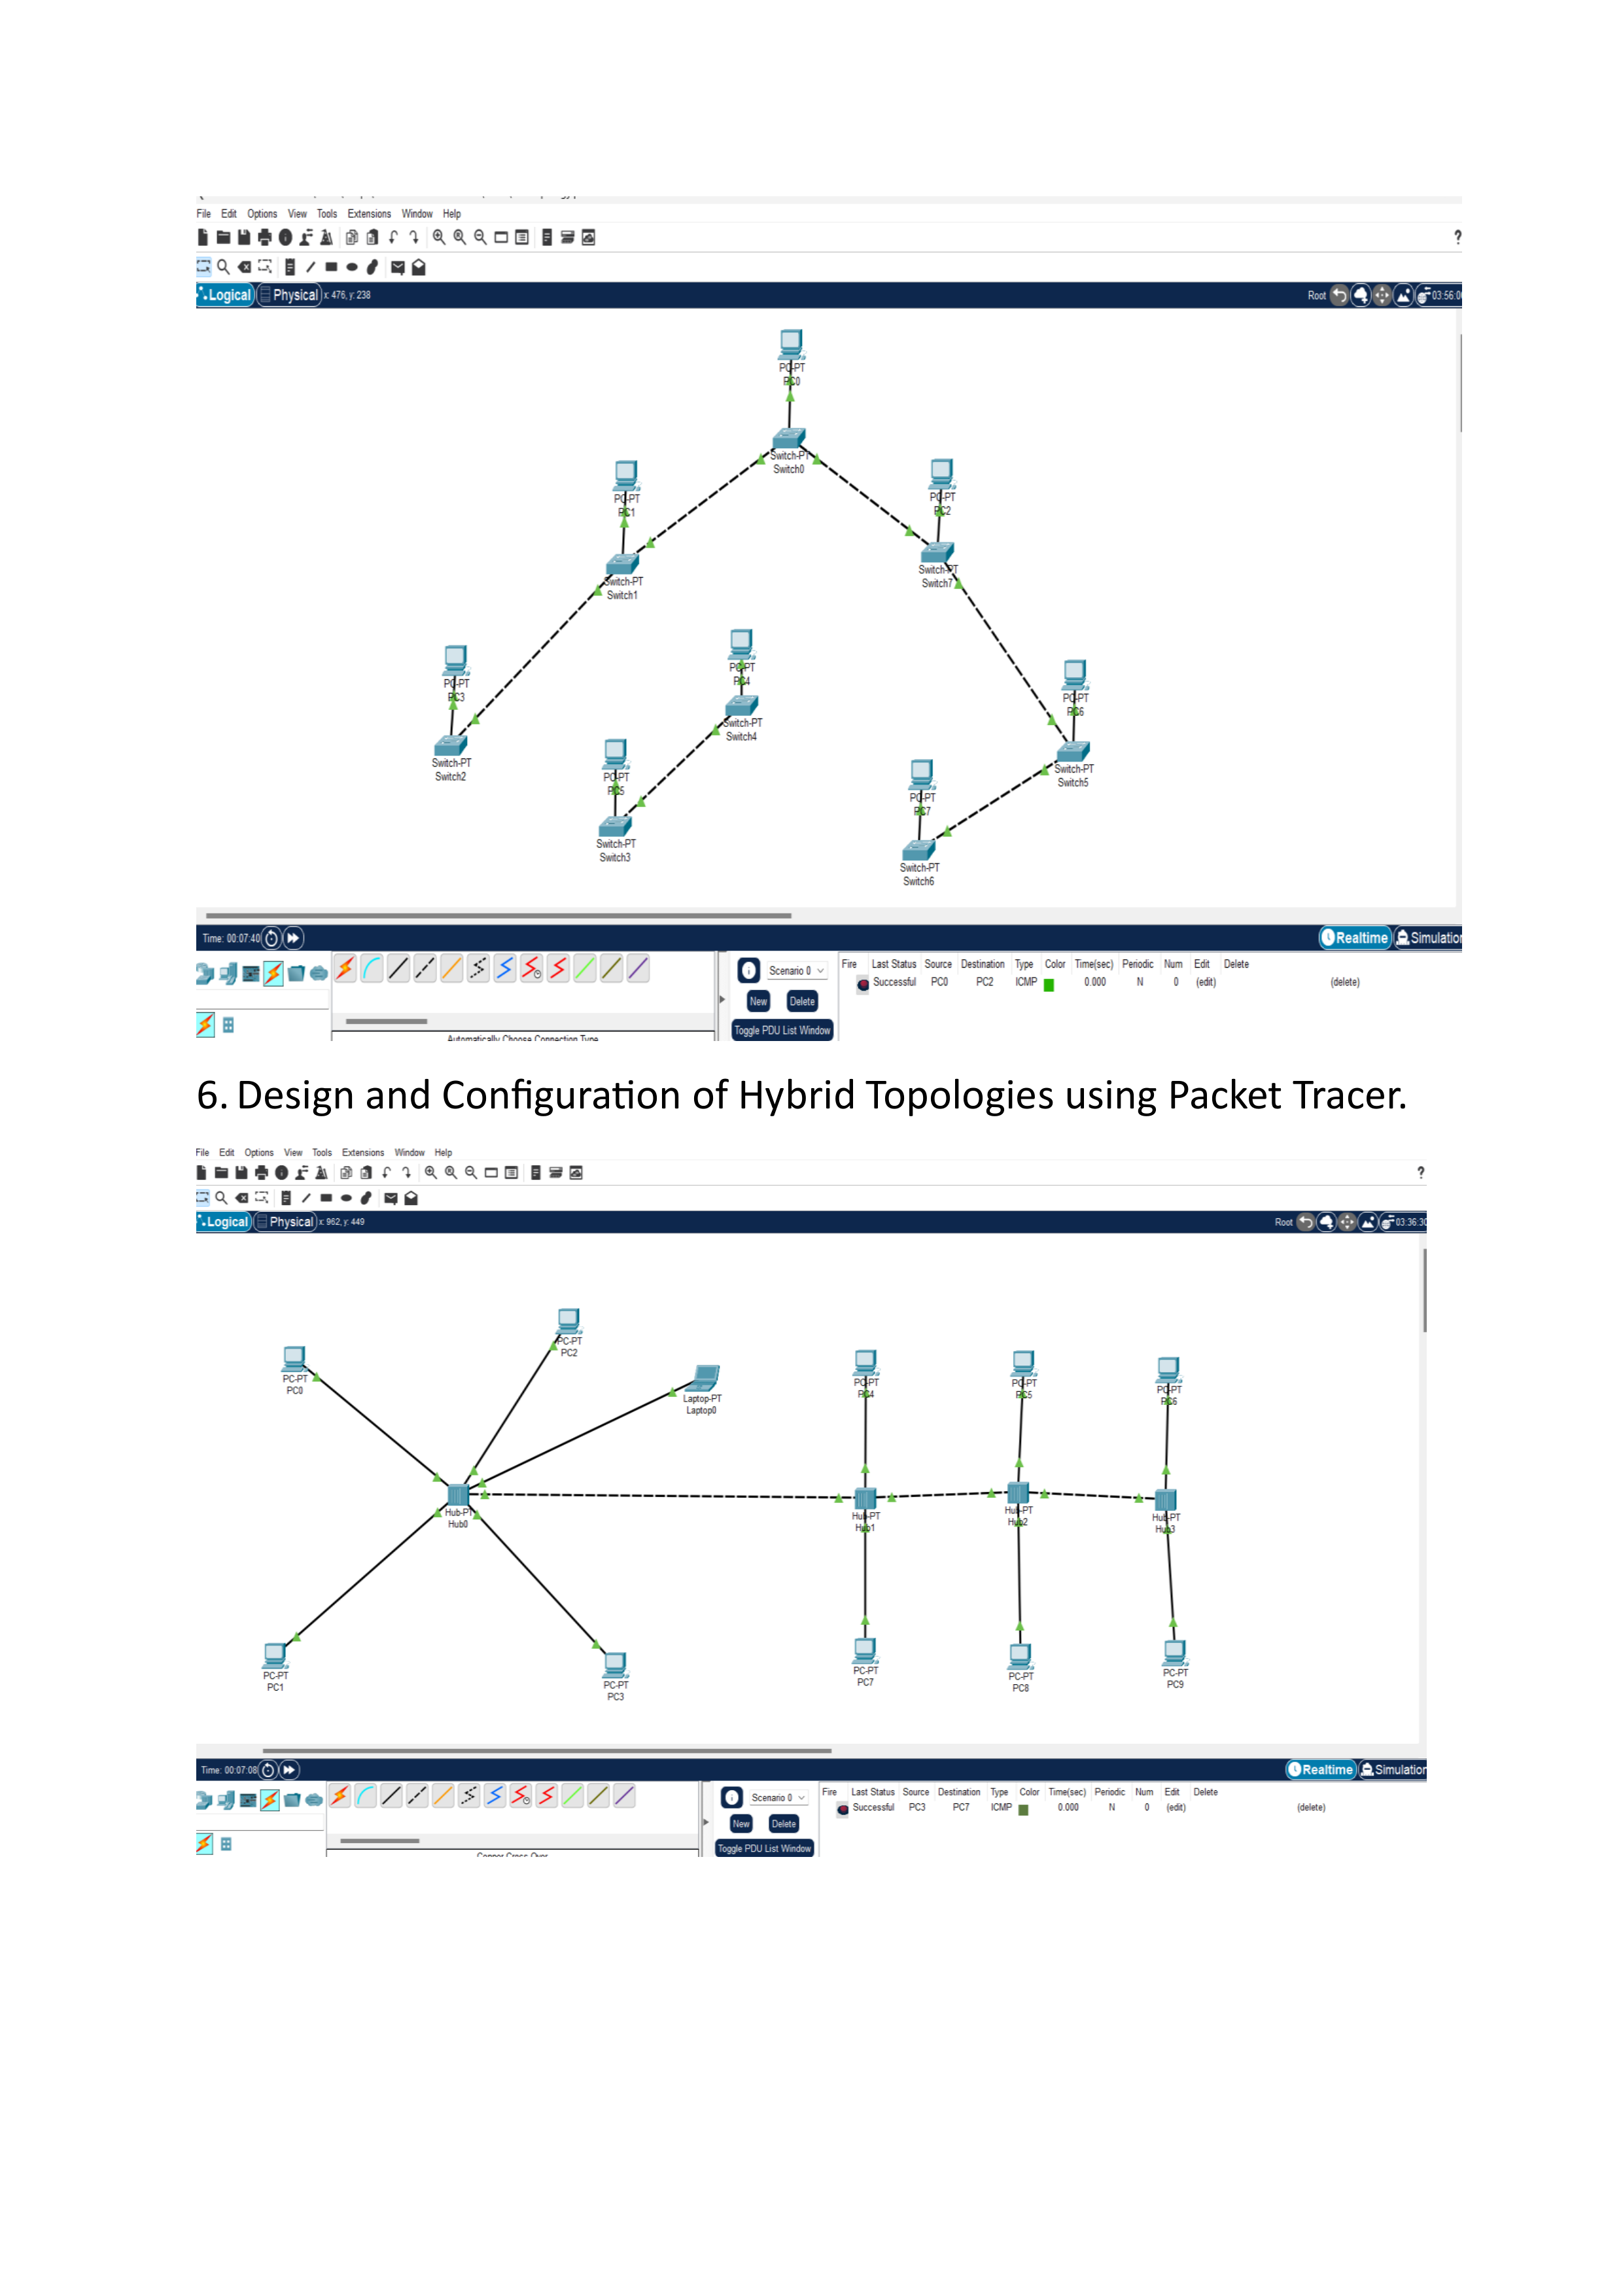 File Edit Options View Tools Extensions Window Help
?
Logical Physical x: 476, y: 238 Root 03:56:0
PC-PT
PC0
Switch-PT
Switch0
PC-PT
PC1
PC-PT
PC2
Switch-PT
Switch1
Switch-PT
Switch7
PC-PT
PC3
PC-PT
PC4
PC-PT
PC6
Switch-PT
Switch4
Switch-PT
Switch2
PC-PT
PC5
Switch-PT
Switch5
PC-PT
PC7
Switch-PT
Switch3
Switch-PT
Switch6
Time: 00:07:40 Realtime Simulation
Scenario 0
New Delete
Toggle PDU List Window
Fire Last Status Source Destination Type Color Time(sec) Periodic Num Edit Delete
Successful PC0 PC2 ICMP 0.000 N 0 (edit) (delete)
Automatically Choose Connection Type
6. Design and Configuration of Hybrid Topologies using Packet Tracer.
File Edit Options View Tools Extensions Window Help
?
Logical Physical x: 962, y: 449 Root 03:36:30
PC-PT
PC2
PC-PT
PC0
Laptop-PT
Laptop0
PC-PT
PC4
PC-PT
PC5
PC-PT
PC6
Hub-PT
Hub0
Hub-PT
Hub1
Hub-PT
Hub2
Hub-PT
Hub3
PC-PT
PC1
PC-PT
PC3
PC-PT
PC7
PC-PT
PC8
PC-PT
PC9
Time: 00:07:08 Realtime Simulation
Scenario 0
New Delete
Toggle PDU List Window
Fire Last Status Source Destination Type Color Time(sec) Periodic Num Edit Delete
Successful PC3 PC7 ICMP 0.000 N 0 (edit) (delete)
Copper Cross-Over